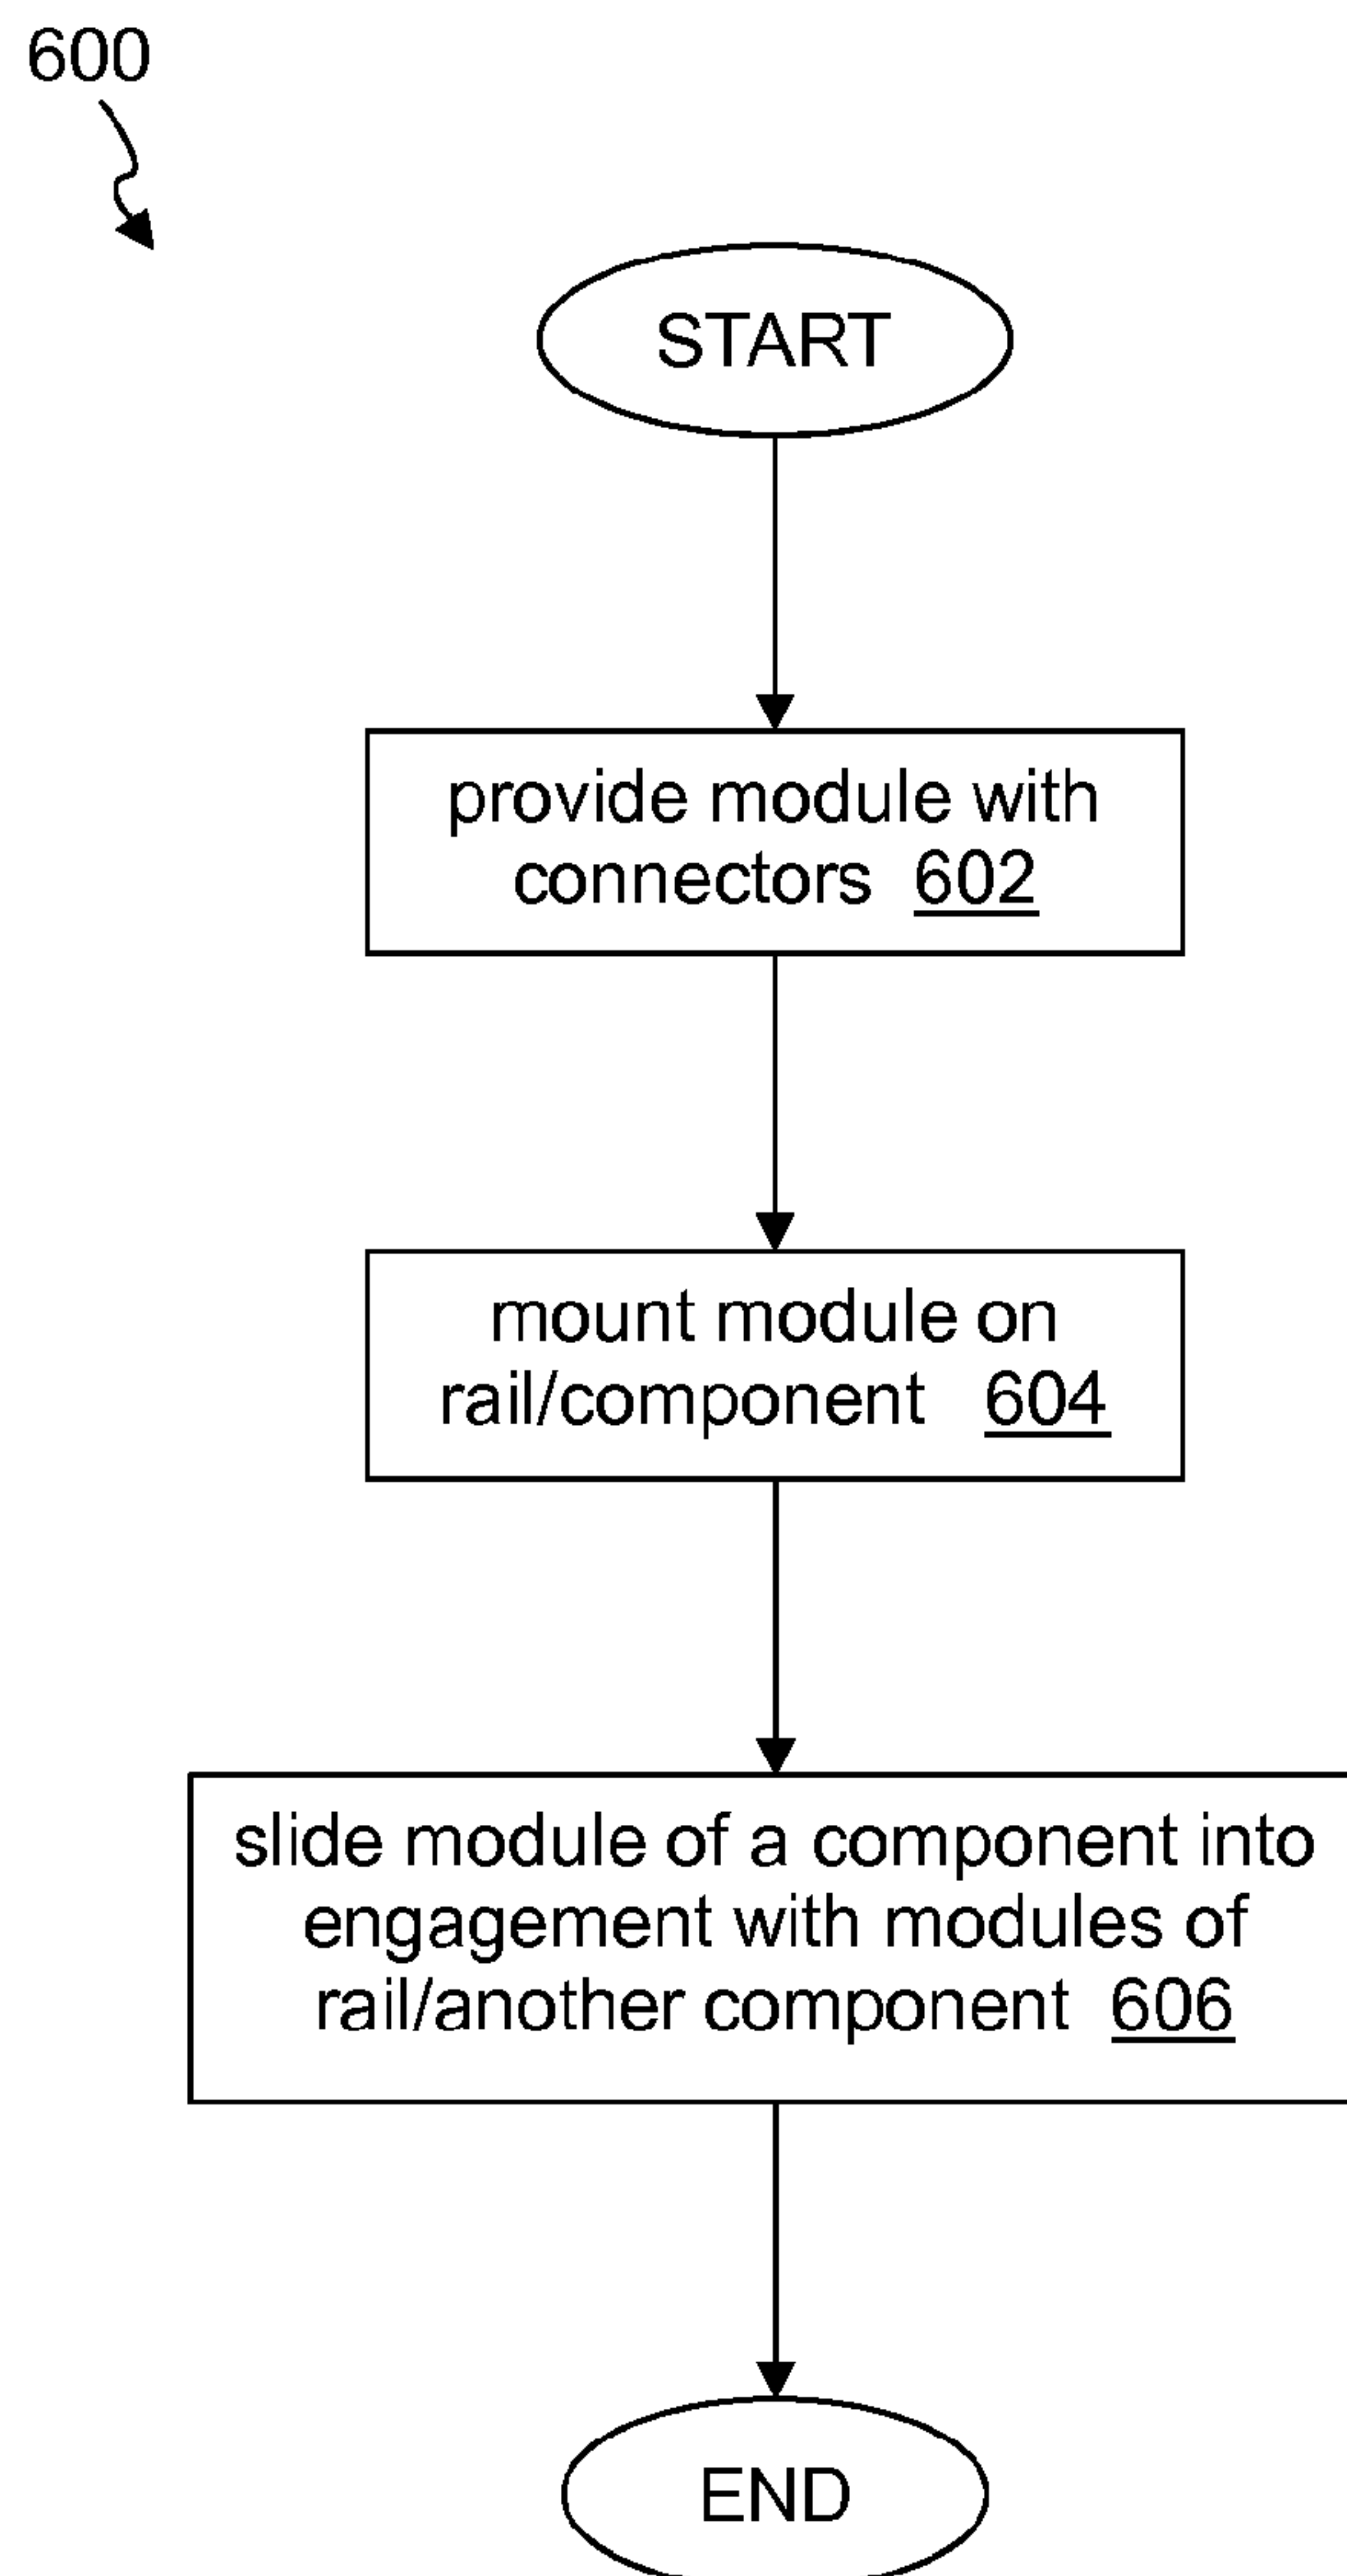 600
START
provide module with
connectors 602
mount module on
rail/component 604
slide module of a component into
engagement with modules of
rail/another component 606
END